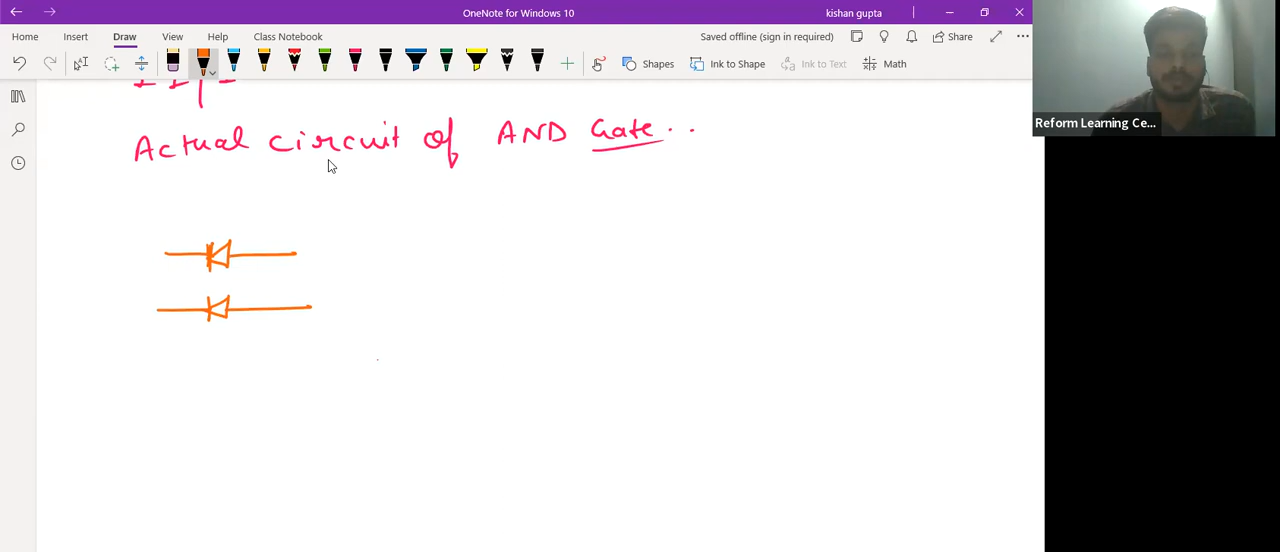 OneNote for Windows 10
kishan gupta
Home Insert Draw View Help Class Notebook
Saved offline (sign in required)
Share
Shapes
Ink to Shape
Ink to Text
Math
Reform Learning Ce...
Actual circuit of AND Gate..